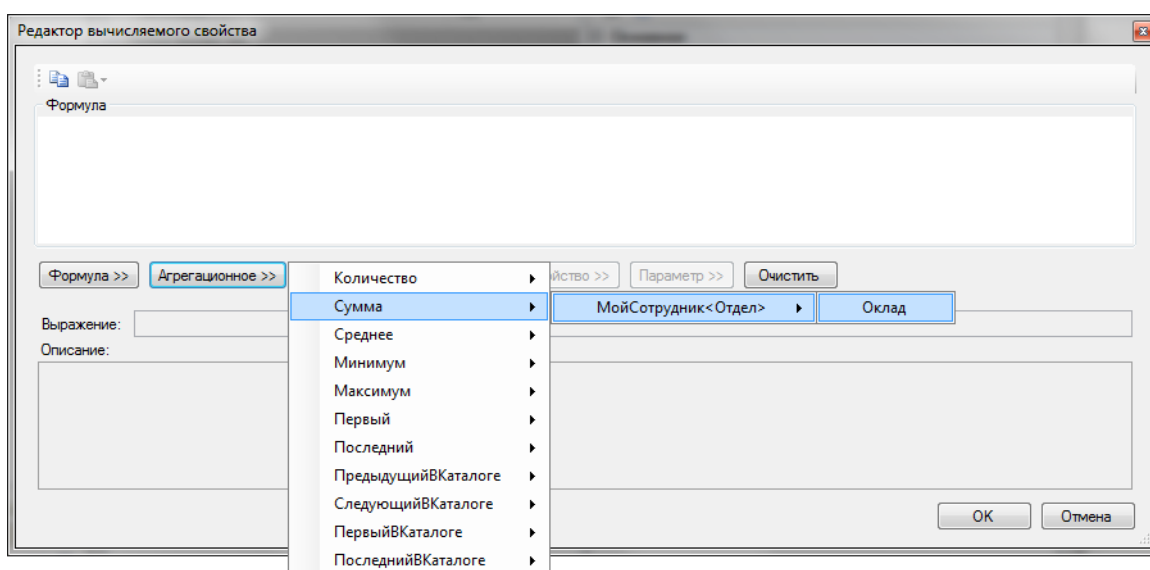 Редактор вычисляемого свойства
Формула
Формула >> Агрегационное >> йство >> Параметр >> Очистить
Количество
Сумма МойСотрудник<Отдел> Оклад
Выражение:
Среднее
Описание:
Минимум
Максимум
Первый
Последний
ПредыдущийВКаталоге
СледующийВКаталоге
OK Отмена
ПервыйВКаталоге
ПоследнийВКаталоге